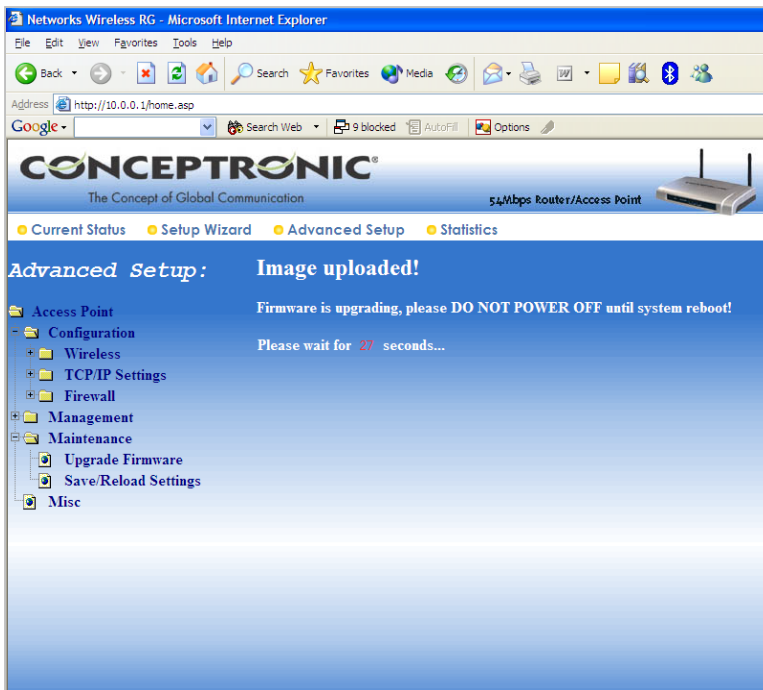 Networks Wireless RG - Microsoft Internet Explorer
File Edit View Favorites Tools Help
Back Search Favorites Media
Address http://10.0.0.1/home.asp
Google Search Web 9 blocked AutoFill Options
CONCEPTRONIC®
The Concept of Global Communication
54Mbps Router/Access Point
Current Status Setup Wizard Advanced Setup Statistics
Advanced Setup:
Access Point
Configuration
Wireless
TCP/IP Settings
Firewall
Management
Maintenance
Upgrade Firmware
Save/Reload Settings
Misc
Image uploaded!
Firmware is upgrading, please DO NOT POWER OFF until system reboot!
Please wait for 27 seconds...